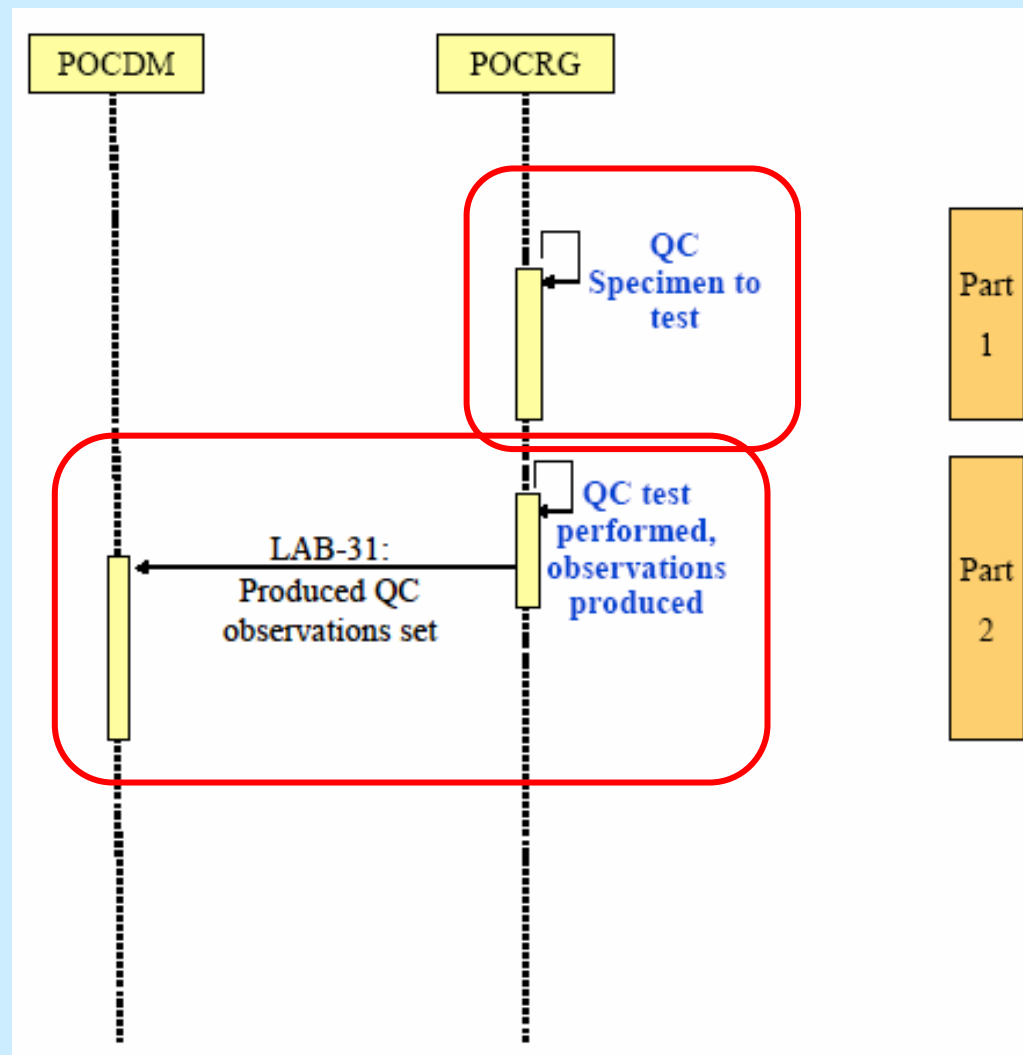 POCDM
POCRG
QC
Specimen to
test
Part
1
QC test
performed,
observations
produced
LAB-31:
Produced QC
observations set
Part
2